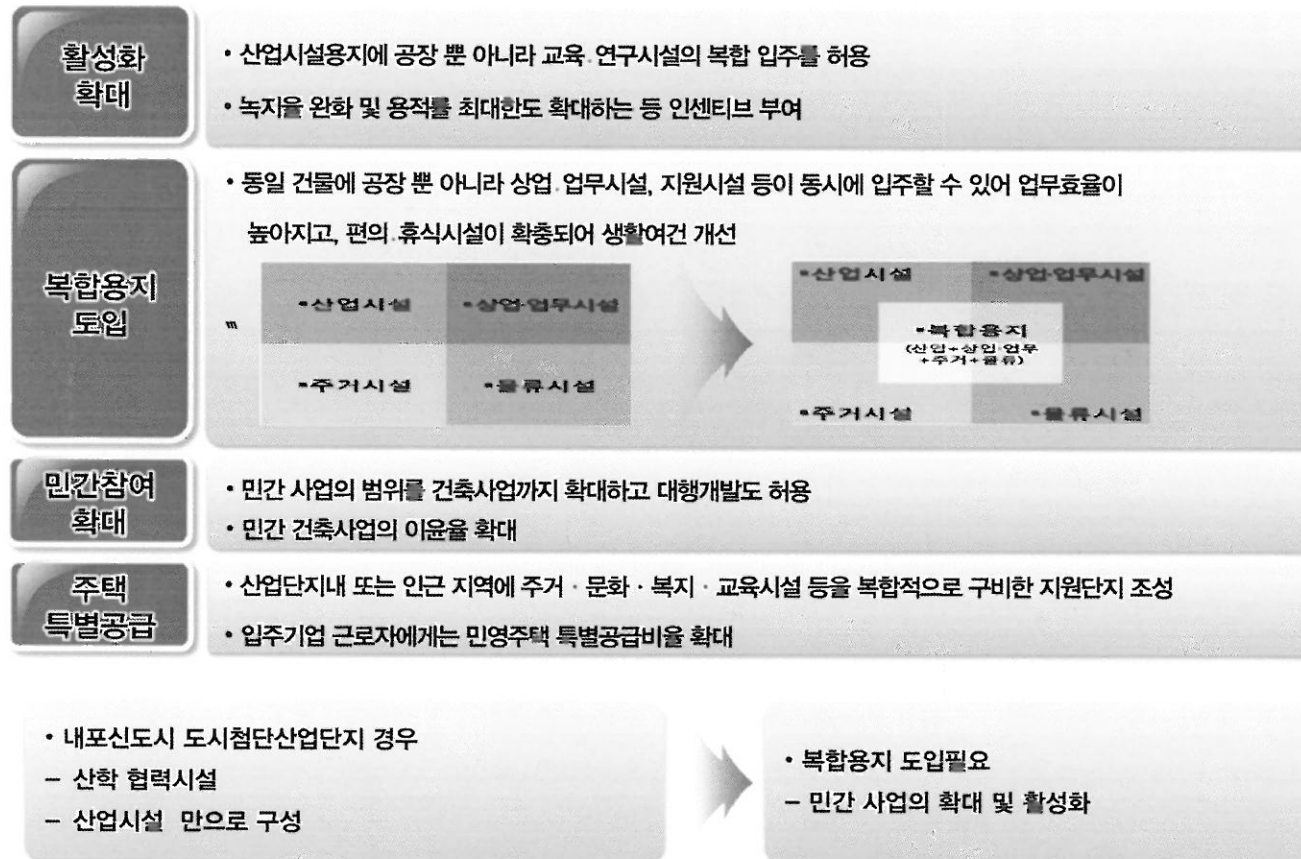 활성화
확대
• 산업시설용지에 공장 뿐 아니라 교육.연구시설의 복합 입주를 허용
• 녹지율 완화 및 용적률 최대한도 확대하는 등 인센티브 부여
복합용지
도입
• 동일 건물에 공장 뿐 아니라 상업.업무시설, 지원시설 등이 동시에 입주할 수 있어 업무효율이
높아지고, 편의.휴식시설이 확충되어 생활여건 개선
m
▪산업시설
▪상업·업무시설
▪주거시설
▪물류시설
▪산업시설
▪상업·업무시설
▪복합용지
(산업+상업·업무
+주거+물류)
▪주거시설
▪물류시설
민간참여
확대
• 민간 사업의 범위를 건축사업까지 확대하고 대행개발도 허용
• 민간 건축사업의 이윤율 확대
주택
특별공급
• 산업단지내 또는 인근 지역에 주거 · 문화 · 복지 · 교육시설 등을 복합적으로 구비한 지원단지 조성
• 입주기업 근로자에게는 민영주택 특별공급비율 확대
• 내포신도시 도시첨단산업단지 경우
– 산학 협력시설
– 산업시설 만으로 구성
• 복합용지 도입필요
– 민간 사업의 확대 및 활성화